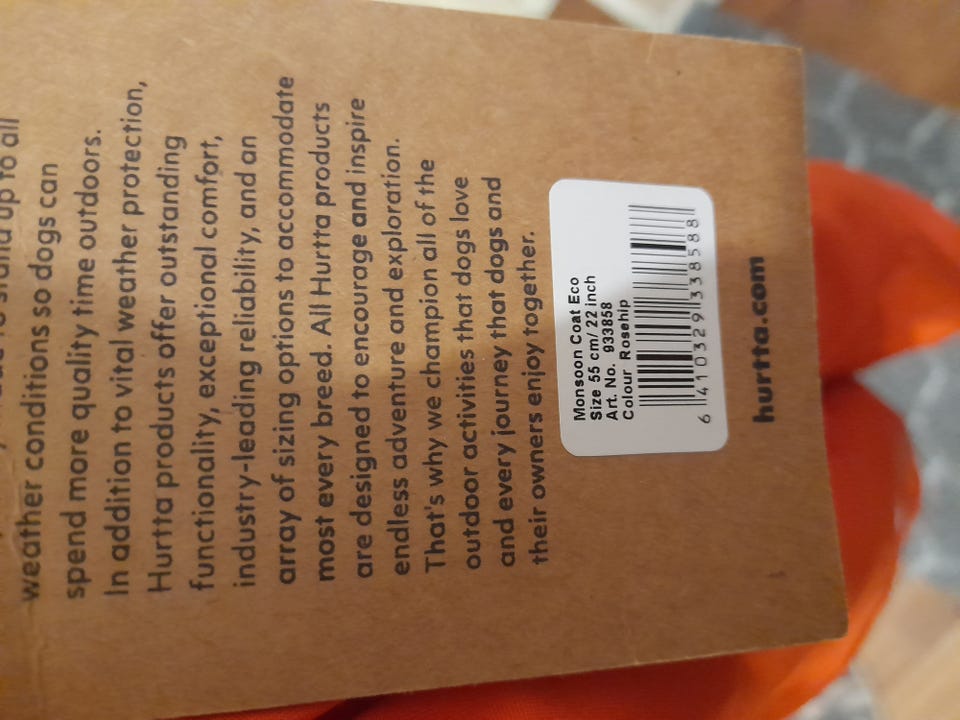 weather conditions so dogs can
spend more quality time outdoors.
In addition to vital weather protection,
Hurtta products offer outstanding
functionality, exceptional comfort,
industry-leading reliability, and an
array of sizing options to accommodate
most every breed. All Hurtta products
are designed to encourage and inspire
endless adventure and exploration.
That's why we champion all of the
outdoor activities that dogs love
and every journey that dogs and
their owners enjoy together.
Monsoon Coat Eco
Size 55 cm/ 22 inch
Art. No. 933858
Colour Rosehip
6 410329 338588
hurtta.com